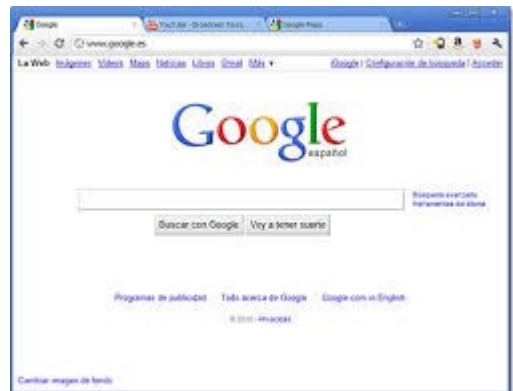 Google YouTube - Broadcast Yours. Google Maps
www.google.es
La Web Imágenes Vídeos Maps Noticias Libros Gmail Más ▼ iGoogle | Configuración de búsqueda | Acceder
Google
español
Búsqueda avanzada
Herramientas del idioma
Buscar con Google Voy a tener suerte
Programas de publicidad Todo acerca de Google Google.com in English
© 2010 - Privacidad
Cambiar imagen de fondo